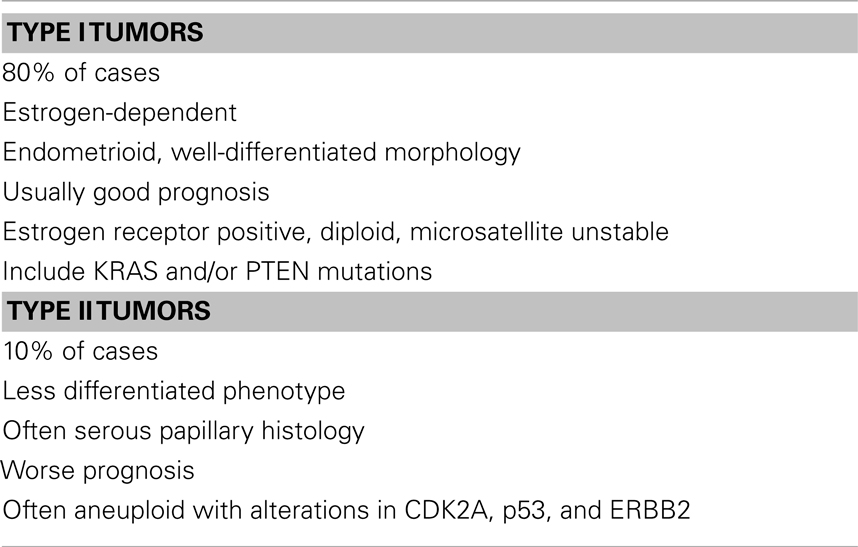 TYPE I TUMORS
80% of cases
Estrogen-dependent
Endometrioid, well-differentiated morphology
Usually good prognosis
Estrogen receptor positive, diploid, microsatellite unstable
Include KRAS and/or PTEN mutations
TYPE II TUMORS
10% of cases
Less differentiated phenotype
Often serous papillary histology
Worse prognosis
Often aneuploid with alterations in CDK2A, p53, and ERBB2